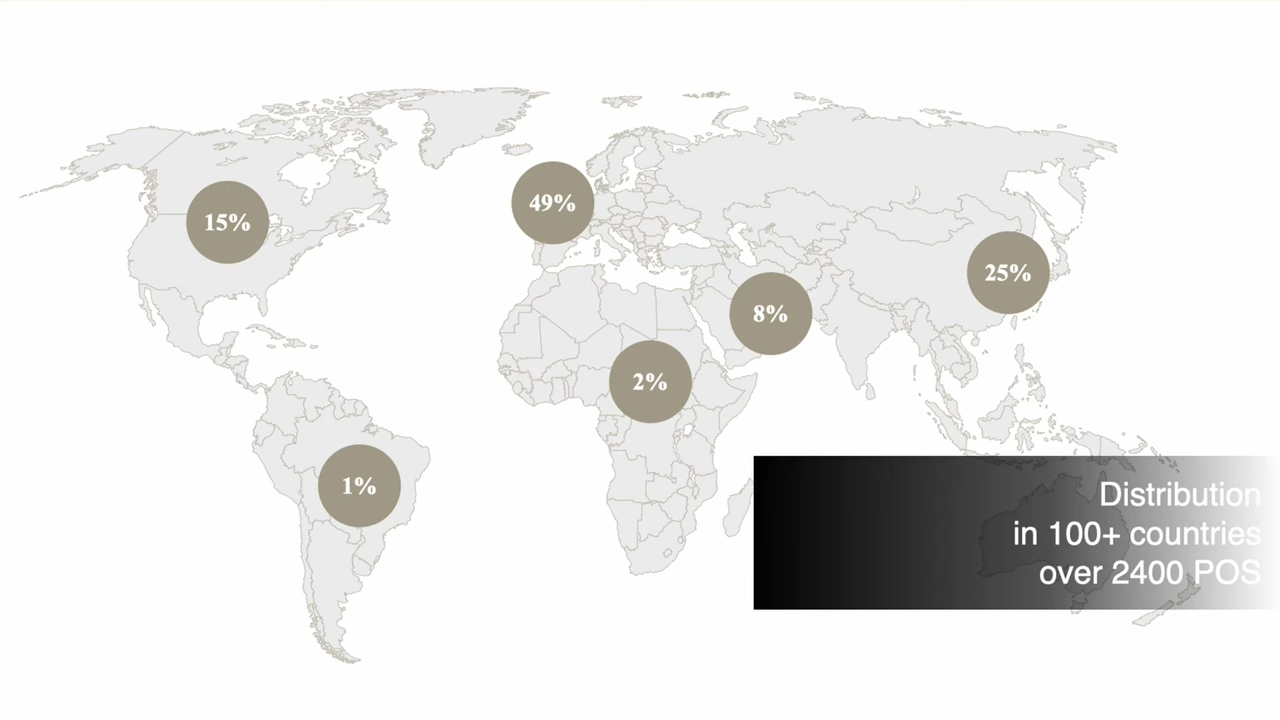 49%
15%
25%
8%
2%
1%
Distribution
in 100+ countries
over 2400 POS